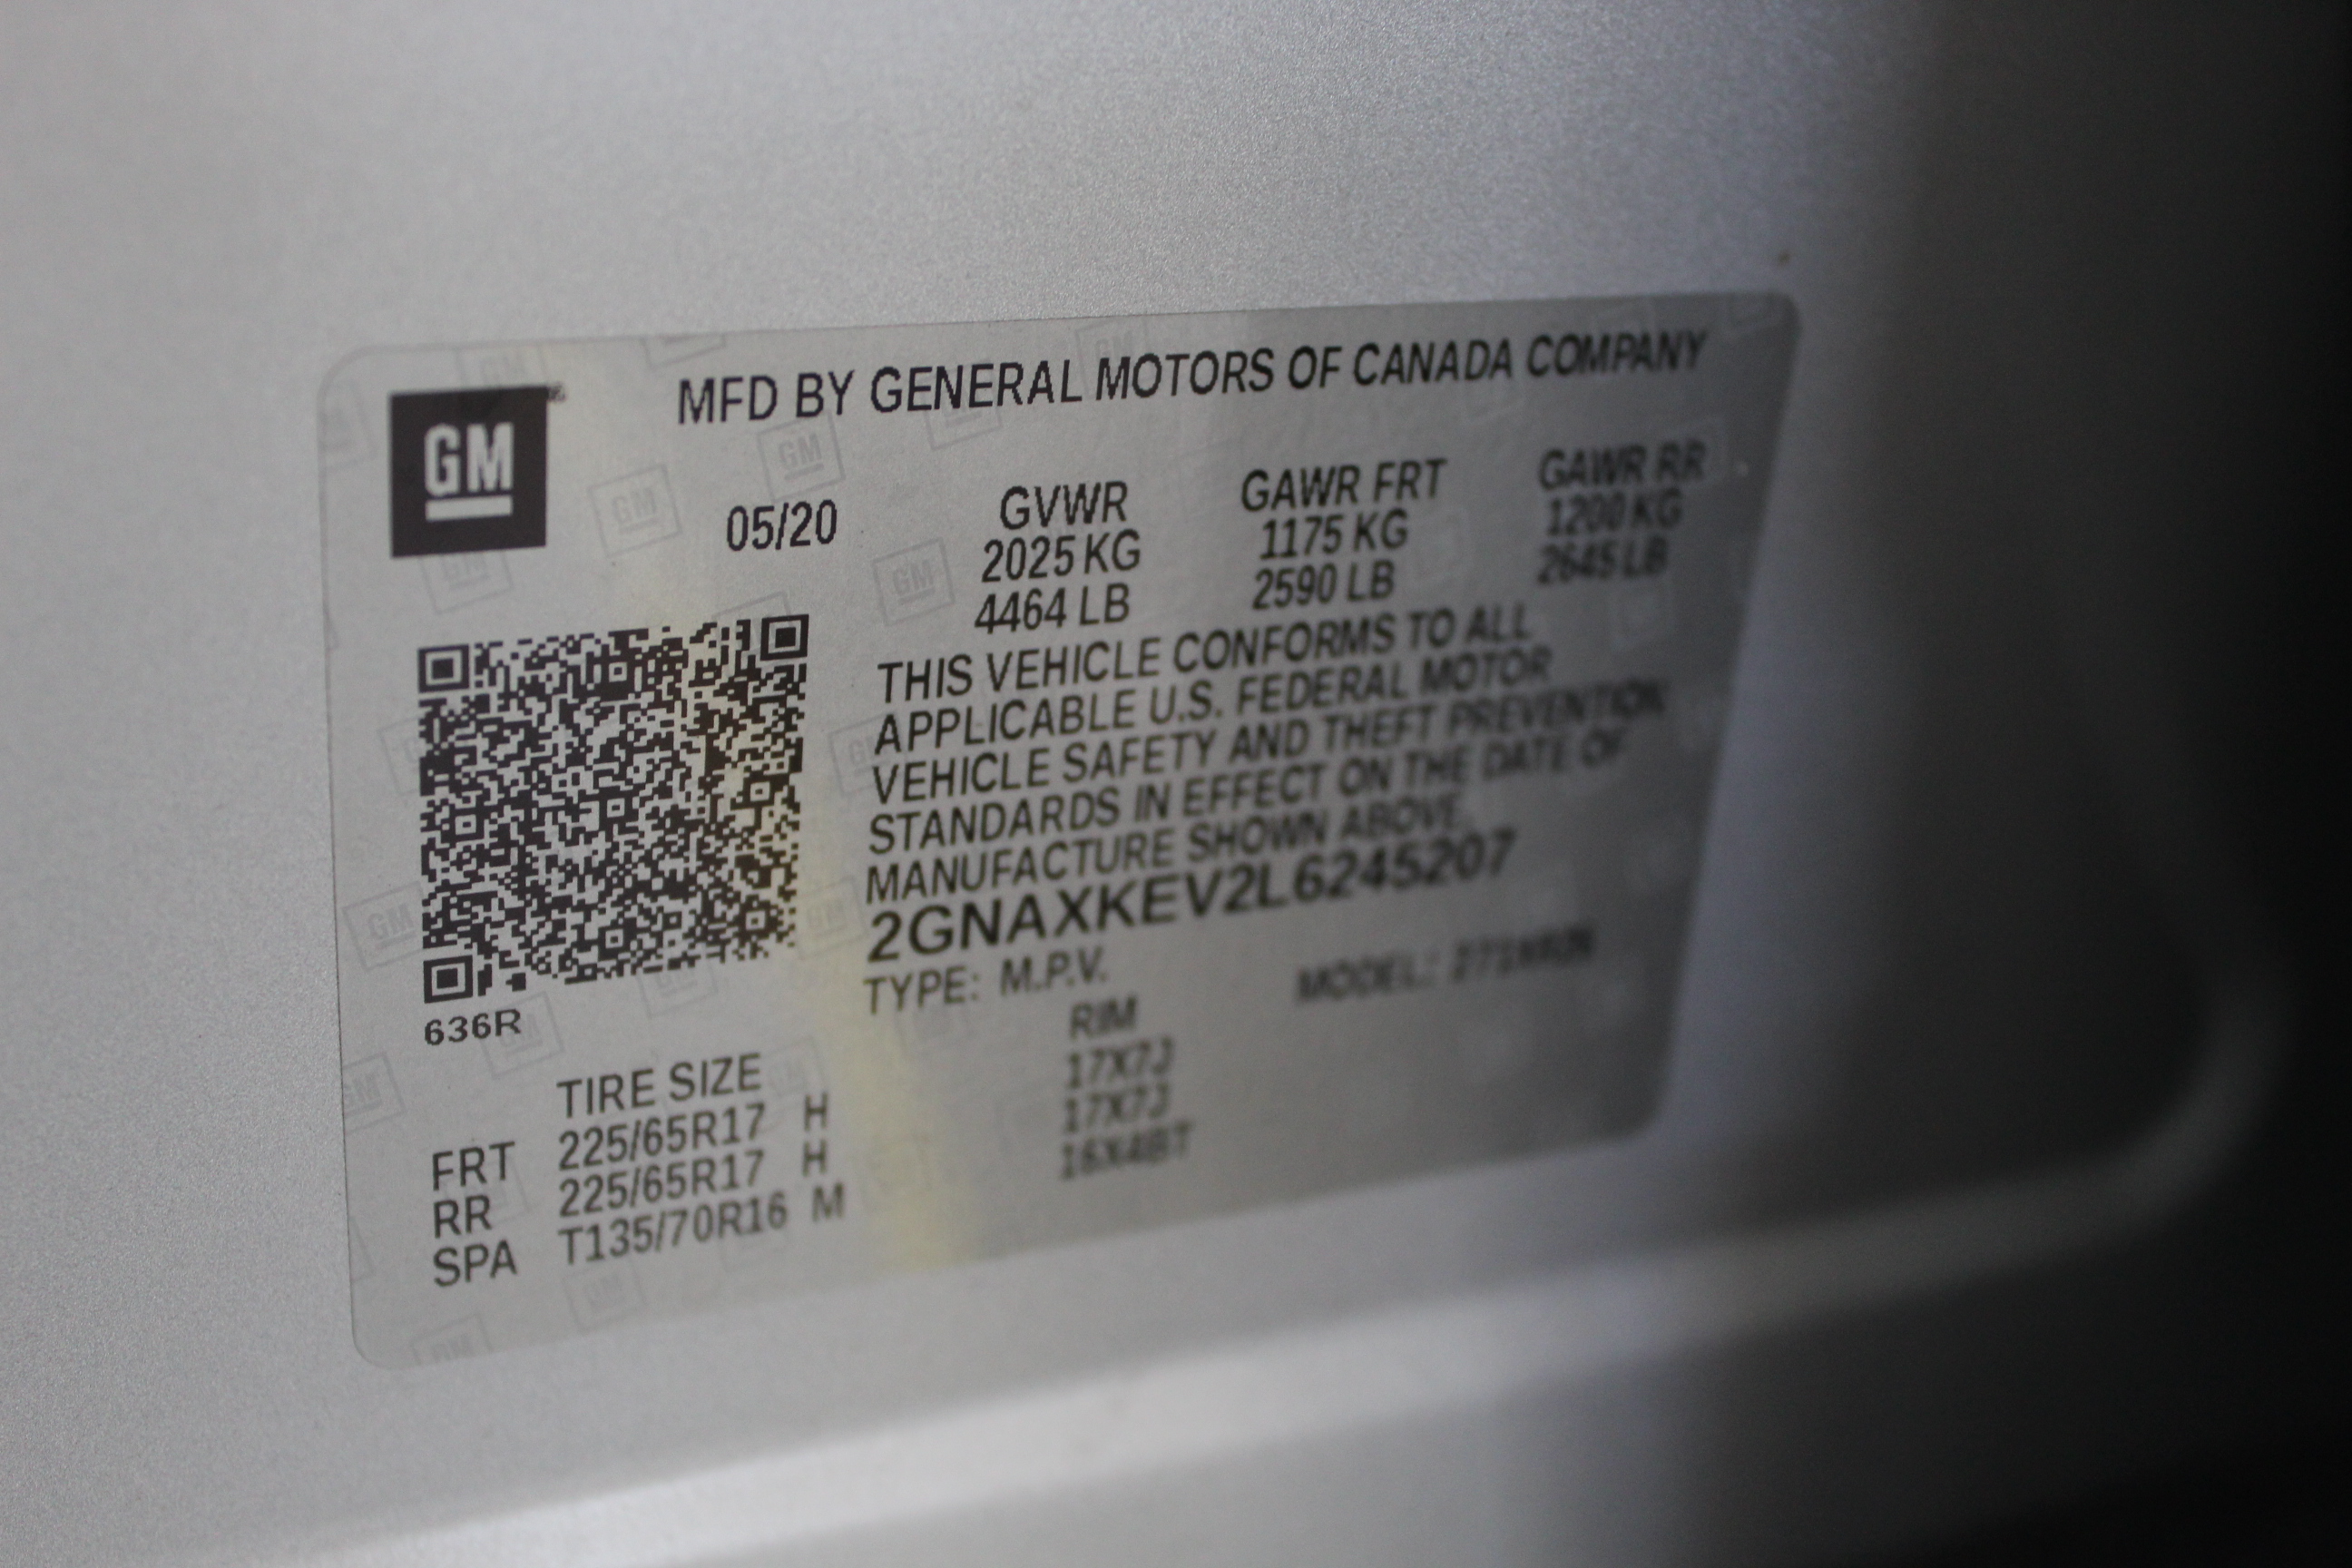 GM
MFD BY GENERAL MOTORS OF CANADA COMPANY
05/20
GVWR GAWR FRT GAWR RR
2025 KG 1175 KG 1200 KG
4464 LB 2590 LB 2645 LB
THIS VEHICLE CONFORMS TO ALL
APPLICABLE U.S. FEDERAL MOTOR
VEHICLE SAFETY AND THEFT PREVENTION
STANDARDS IN EFFECT ON THE DATE OF
MANUFACTURE SHOWN ABOVE.
2GNAXKEV2L6245207
TYPE: M.P.V. MODEL:
636R
TIRE SIZE RIM
FRT 225/65R17 H 17X7J
RR 225/65R17 H 17X7J
SPA T135/70R16 M 16X4BT